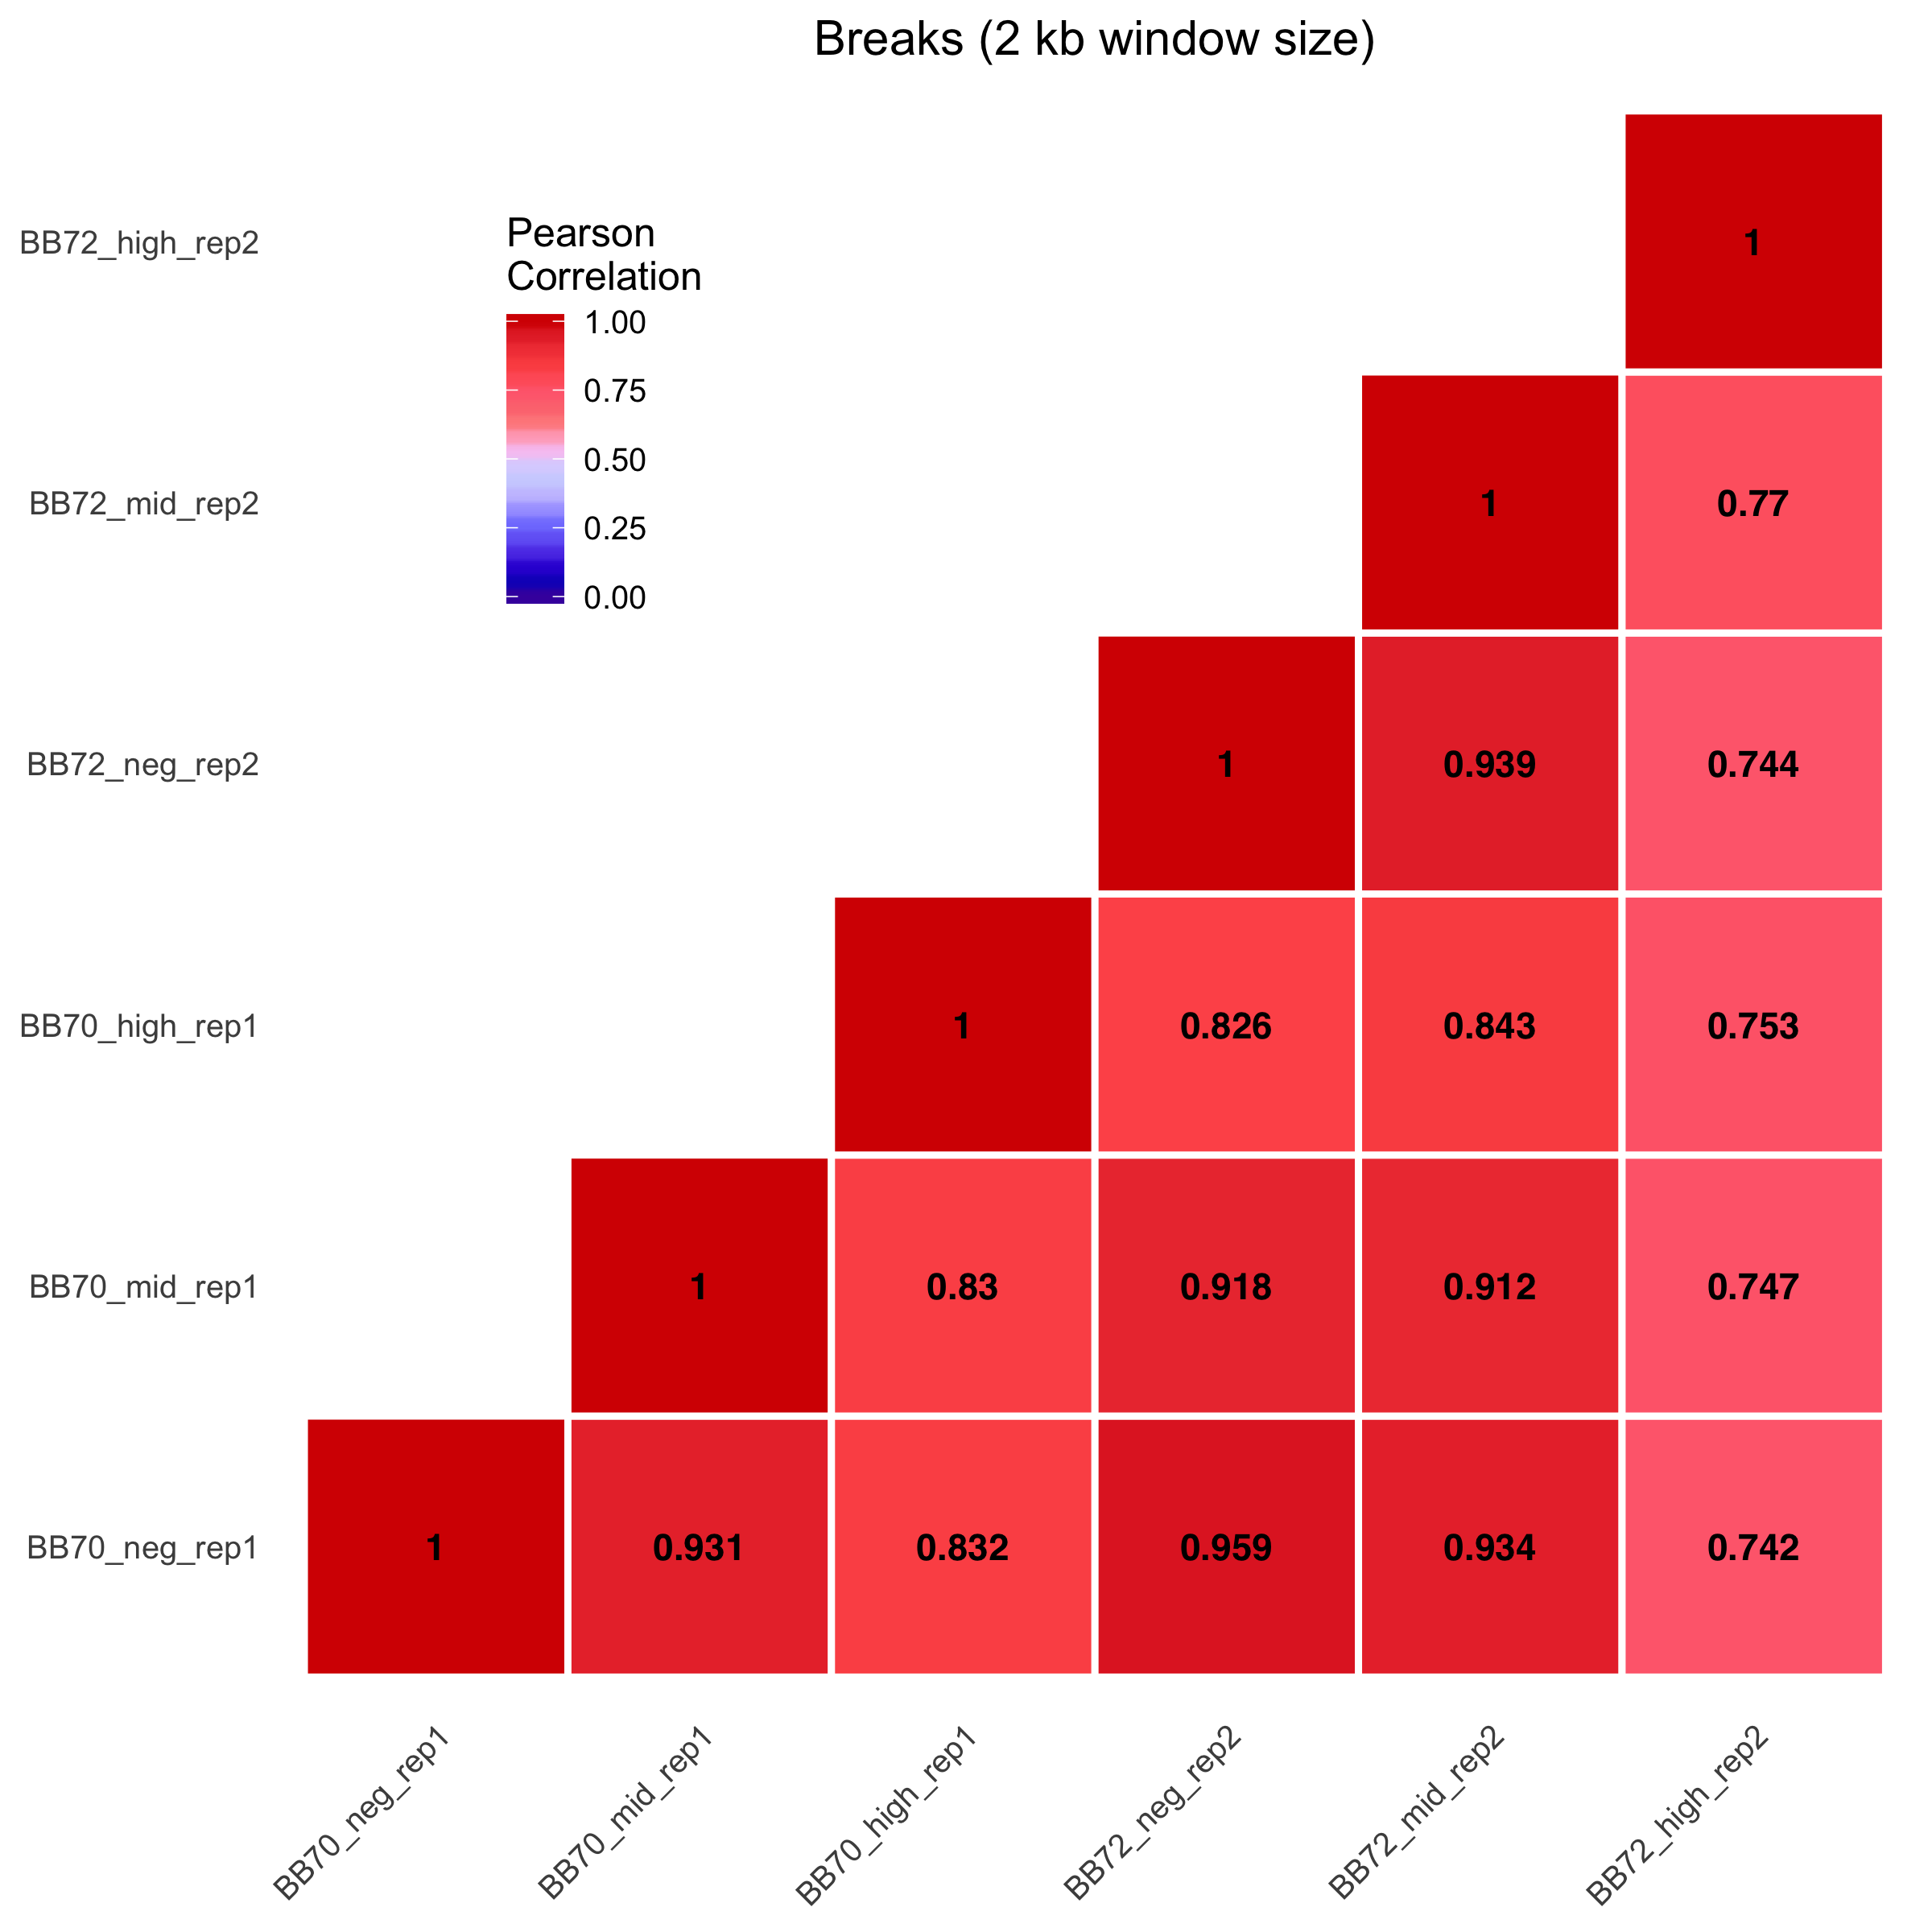 Breaks (2 kb window size)
Pearson
Correlation
1.00
0.75
0.50
0.25
0.00
BB72_high_rep2
1
BB72_mid_rep2
1 0.77
BB72_neg_rep2
1 0.939 0.744
BB70_high_rep1
1 0.826 0.843 0.753
BB70_mid_rep1
1 0.83 0.918 0.912 0.747
BB70_neg_rep1
1 0.931 0.832 0.959 0.934 0.742
BB70_neg_rep1
BB70_mid_rep1
BB70_high_rep1
BB72_neg_rep2
BB72_mid_rep2
BB72_high_rep2